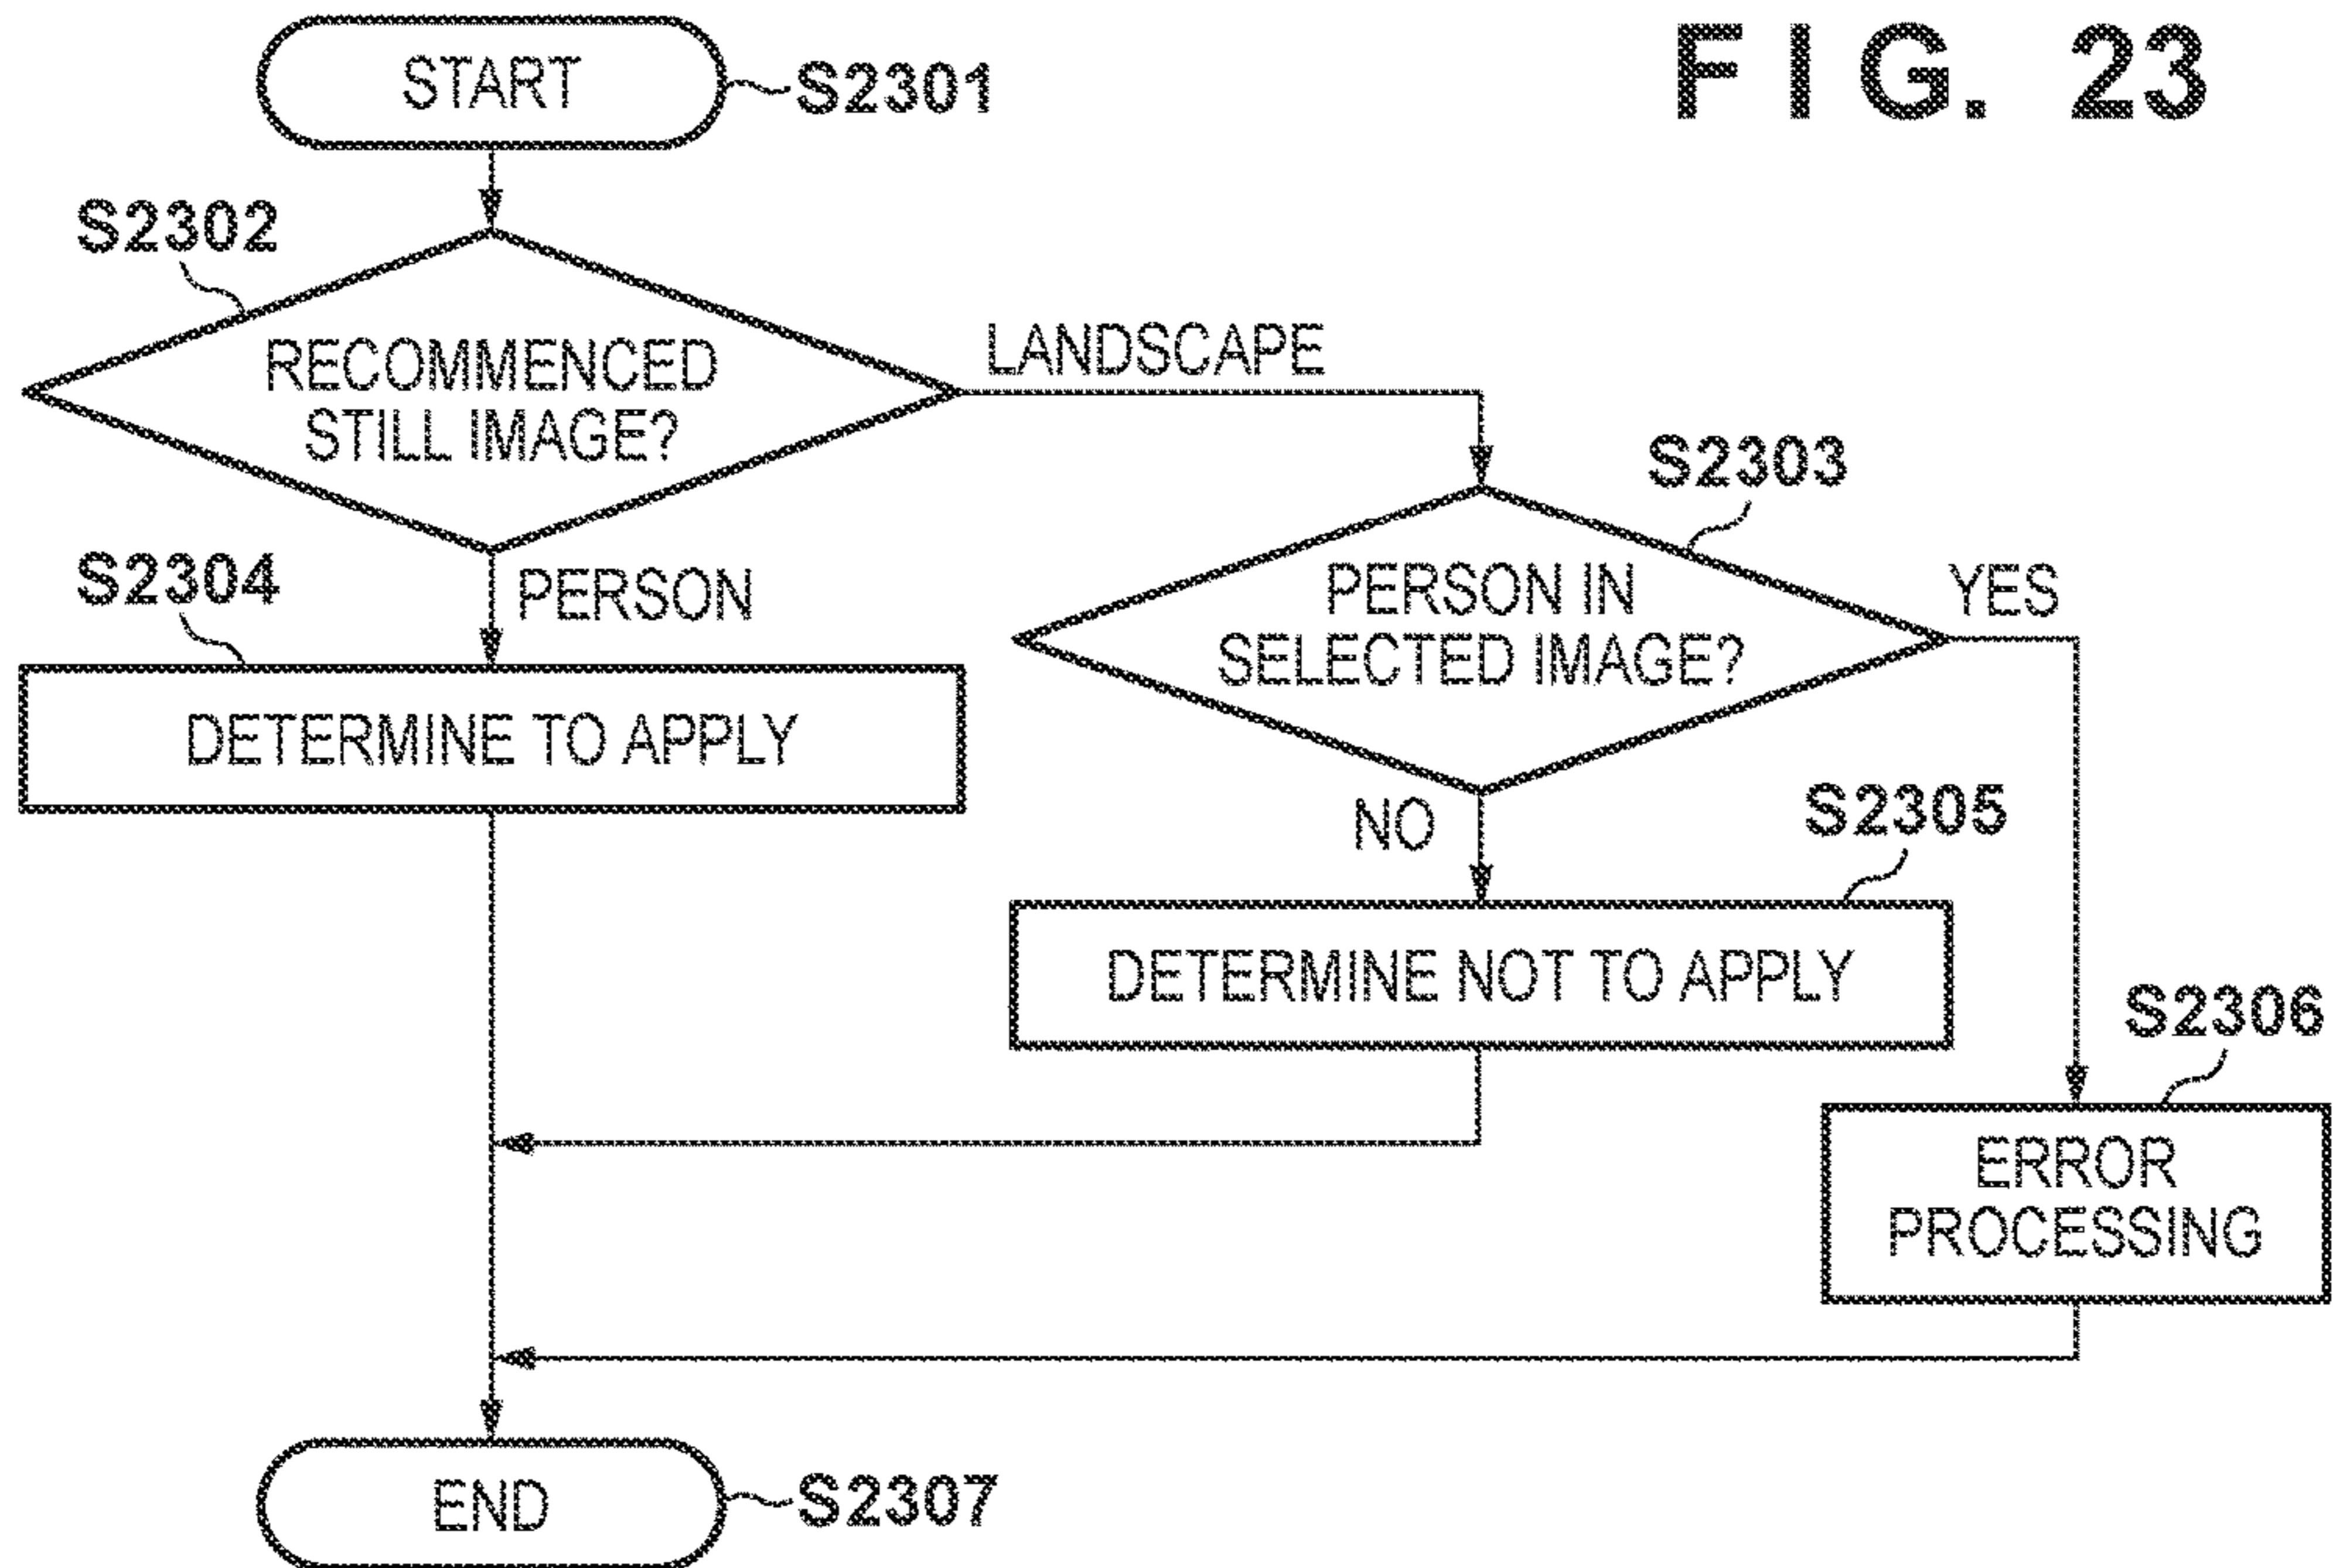 FIG. 23
START
S2301
S2302
RECOMMENCED
STILL IMAGE?
LANDSCAPE
S2303
PERSON IN
SELECTED IMAGE?
YES
S2304
PERSON
DETERMINE TO APPLY
NO
S2305
DETERMINE NOT TO APPLY
S2306
ERROR
PROCESSING
END
S2307